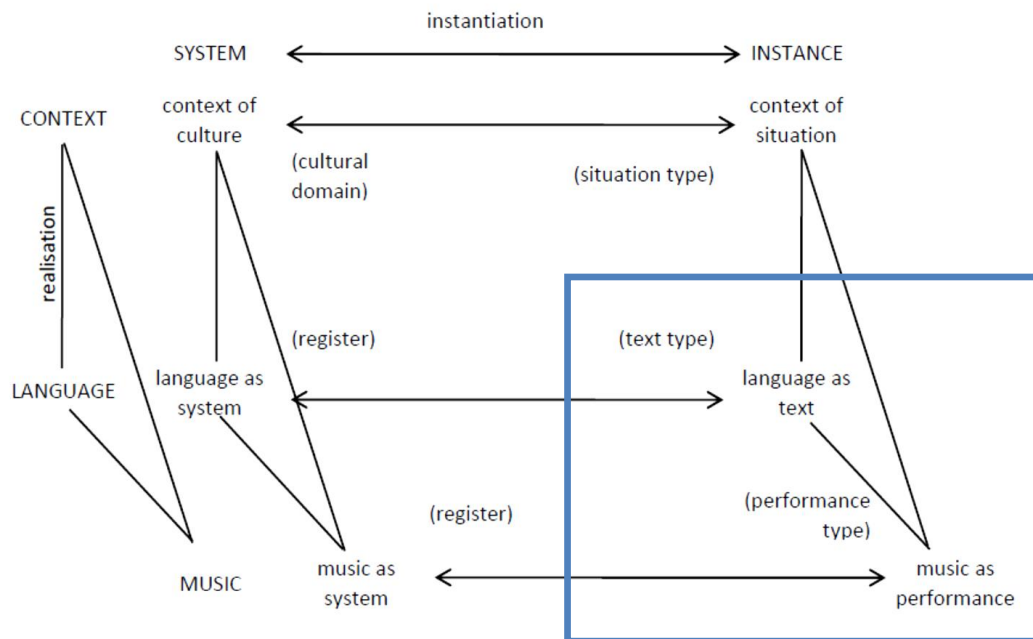 instantiation
SYSTEM
INSTANCE
CONTEXT
context of
culture
context of
situation
(cultural
domain)
(situation type)
realisation
(register)
(text type)
LANGUAGE
language as
system
language as
text
(register)
(performance
type)
MUSIC
music as
system
music as
performance